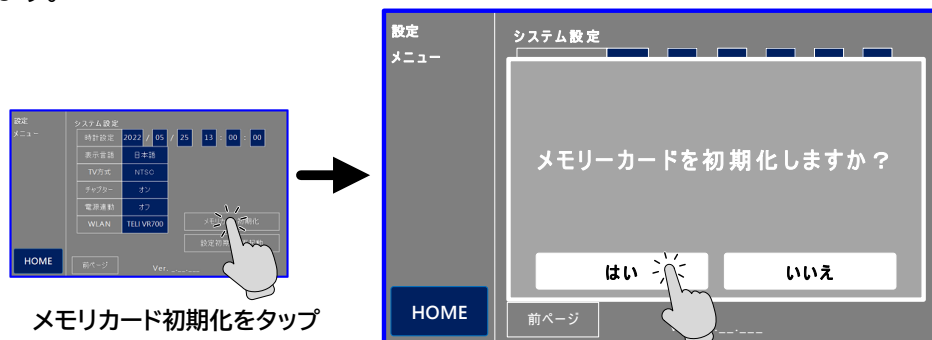 ます。
設定
メニュー
システム設定
時計設定 2022 / 05 / 25 13 : 00 : 00
表示言語 日本語
TV方式 NTSC
チャプター オン
電源連動 オフ
WLAN TELI VR700
HOME
前ページ
Ver. _.__.___
メモリカード初期化をタップ
設定
メニュー
システム設定
メモリーカードを初期化しますか？
はい
いいえ
HOME
前ページ